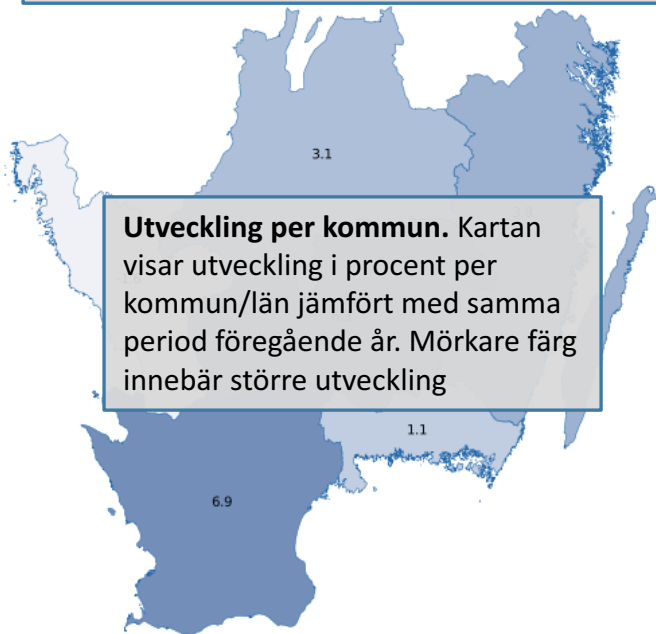 3.1
Utveckling per kommun. Kartan
visar utveckling i procent per
kommun/län jämfört med samma
period föregående år. Mörkare färg
innebär större utveckling
1.1
6.9